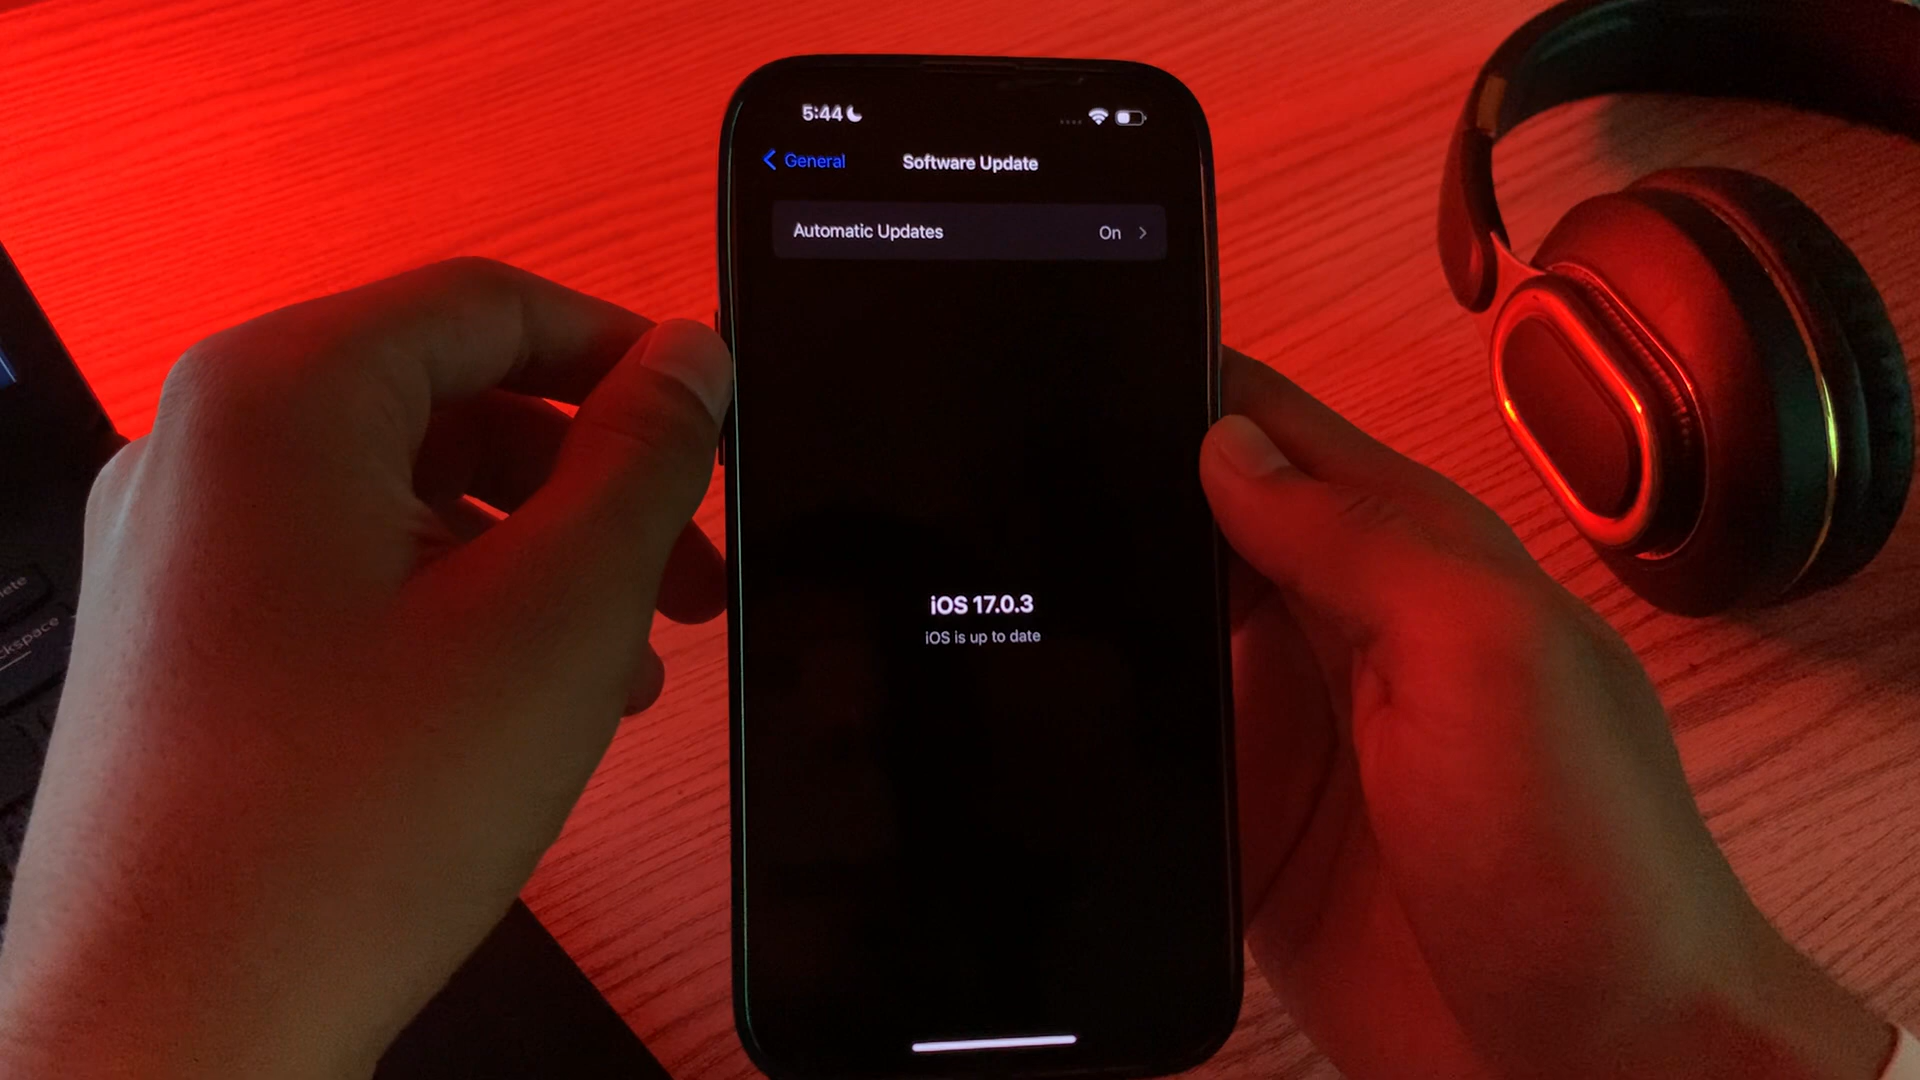 5:44
General
Software Update
Automatic Updates
On
iOS 17.0.3
iOS is up to date